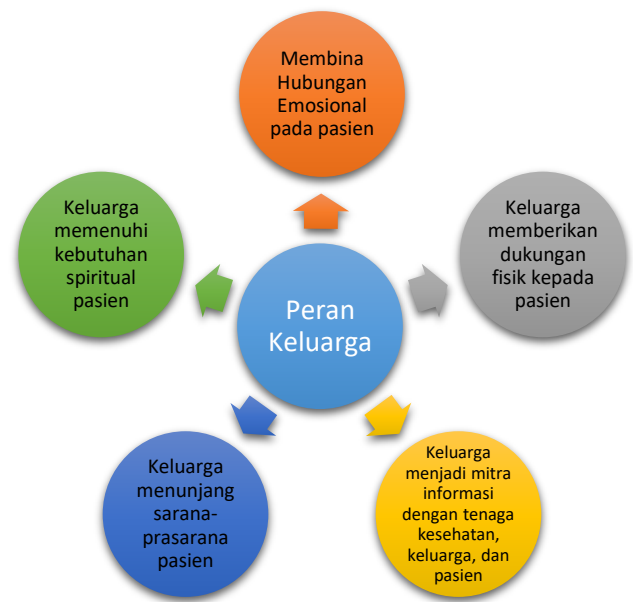 Membina
Hubungan
Emosional
pada pasien
Keluarga
memberikan
dukungan
fisik kepada
pasien
Keluarga
menjadi mitra
informasi
dengan tenaga
kesehatan,
keluarga, dan
pasien
Keluarga
menunjang
sarana-
prasarana
pasien
Keluarga
memenuhi
kebutuhan
spiritual
pasien
Peran
Keluarga